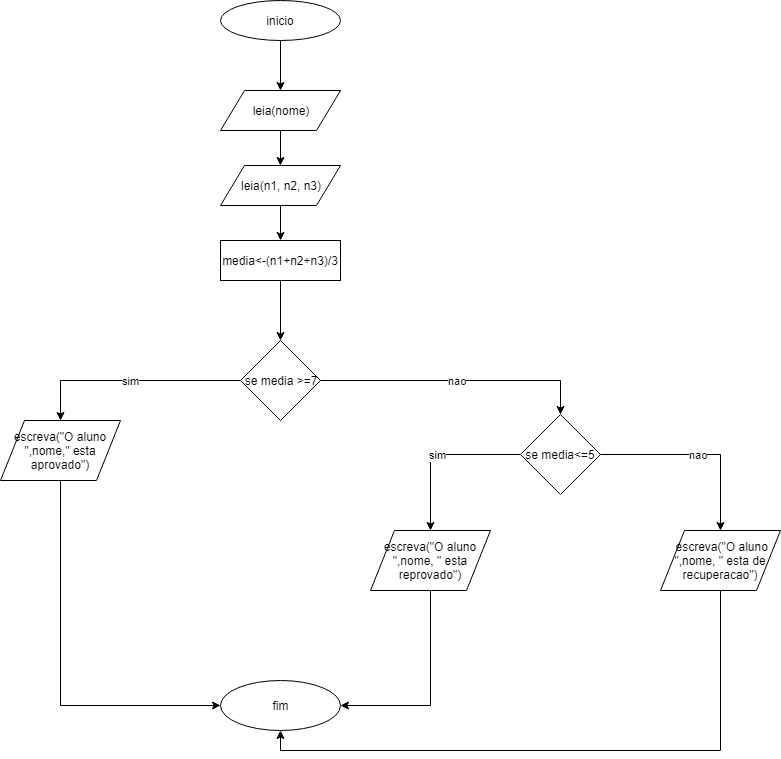 inicio
leia(nome)
leia(n1, n2, n3)
media<-(n1+n2+n3)/3
se media >=7
sim
nao
escreva("O aluno
",nome," esta
aprovado")
se media<=5
sim
nao
escreva("O aluno
",nome, " esta
reprovado")
escreva("O aluno
",nome, " esta de
recuperacao")
fim